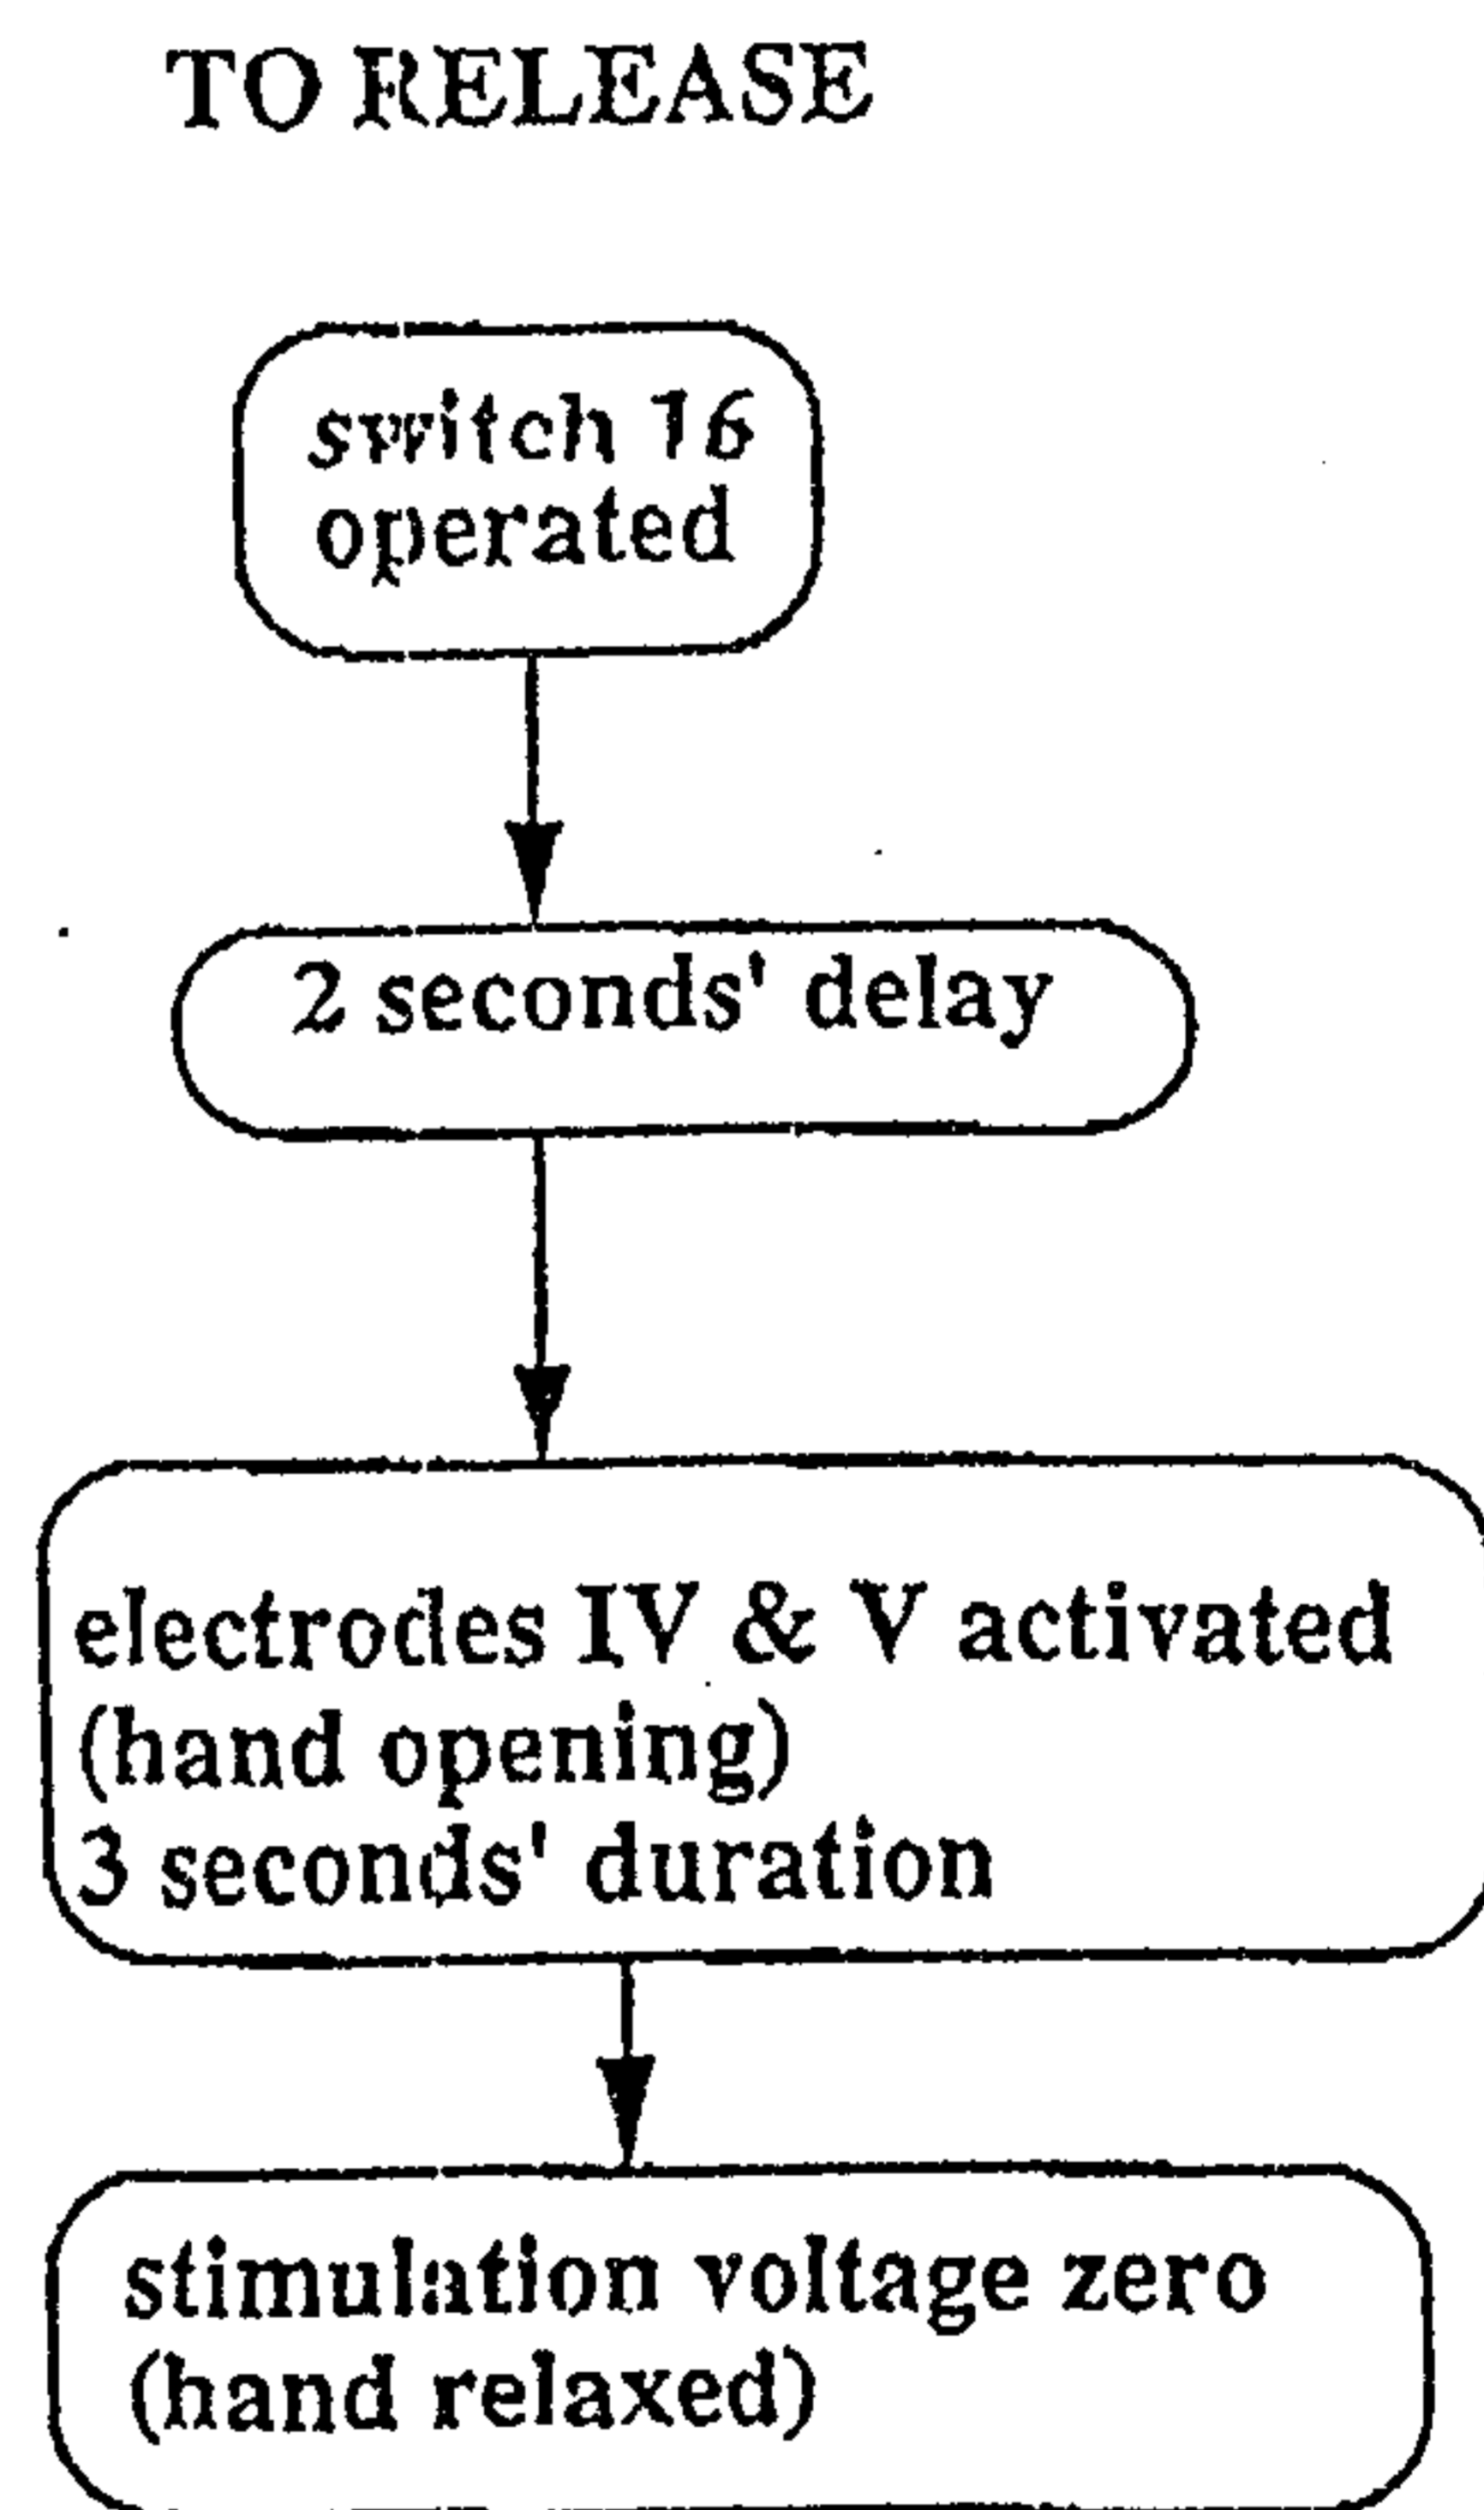 TO RELEASE
switch 16
operated
2 seconds' delay
electrodes IV & V activated
(hand opening)
3 seconds' duration
stimulation voltage zero
(hand relaxed)